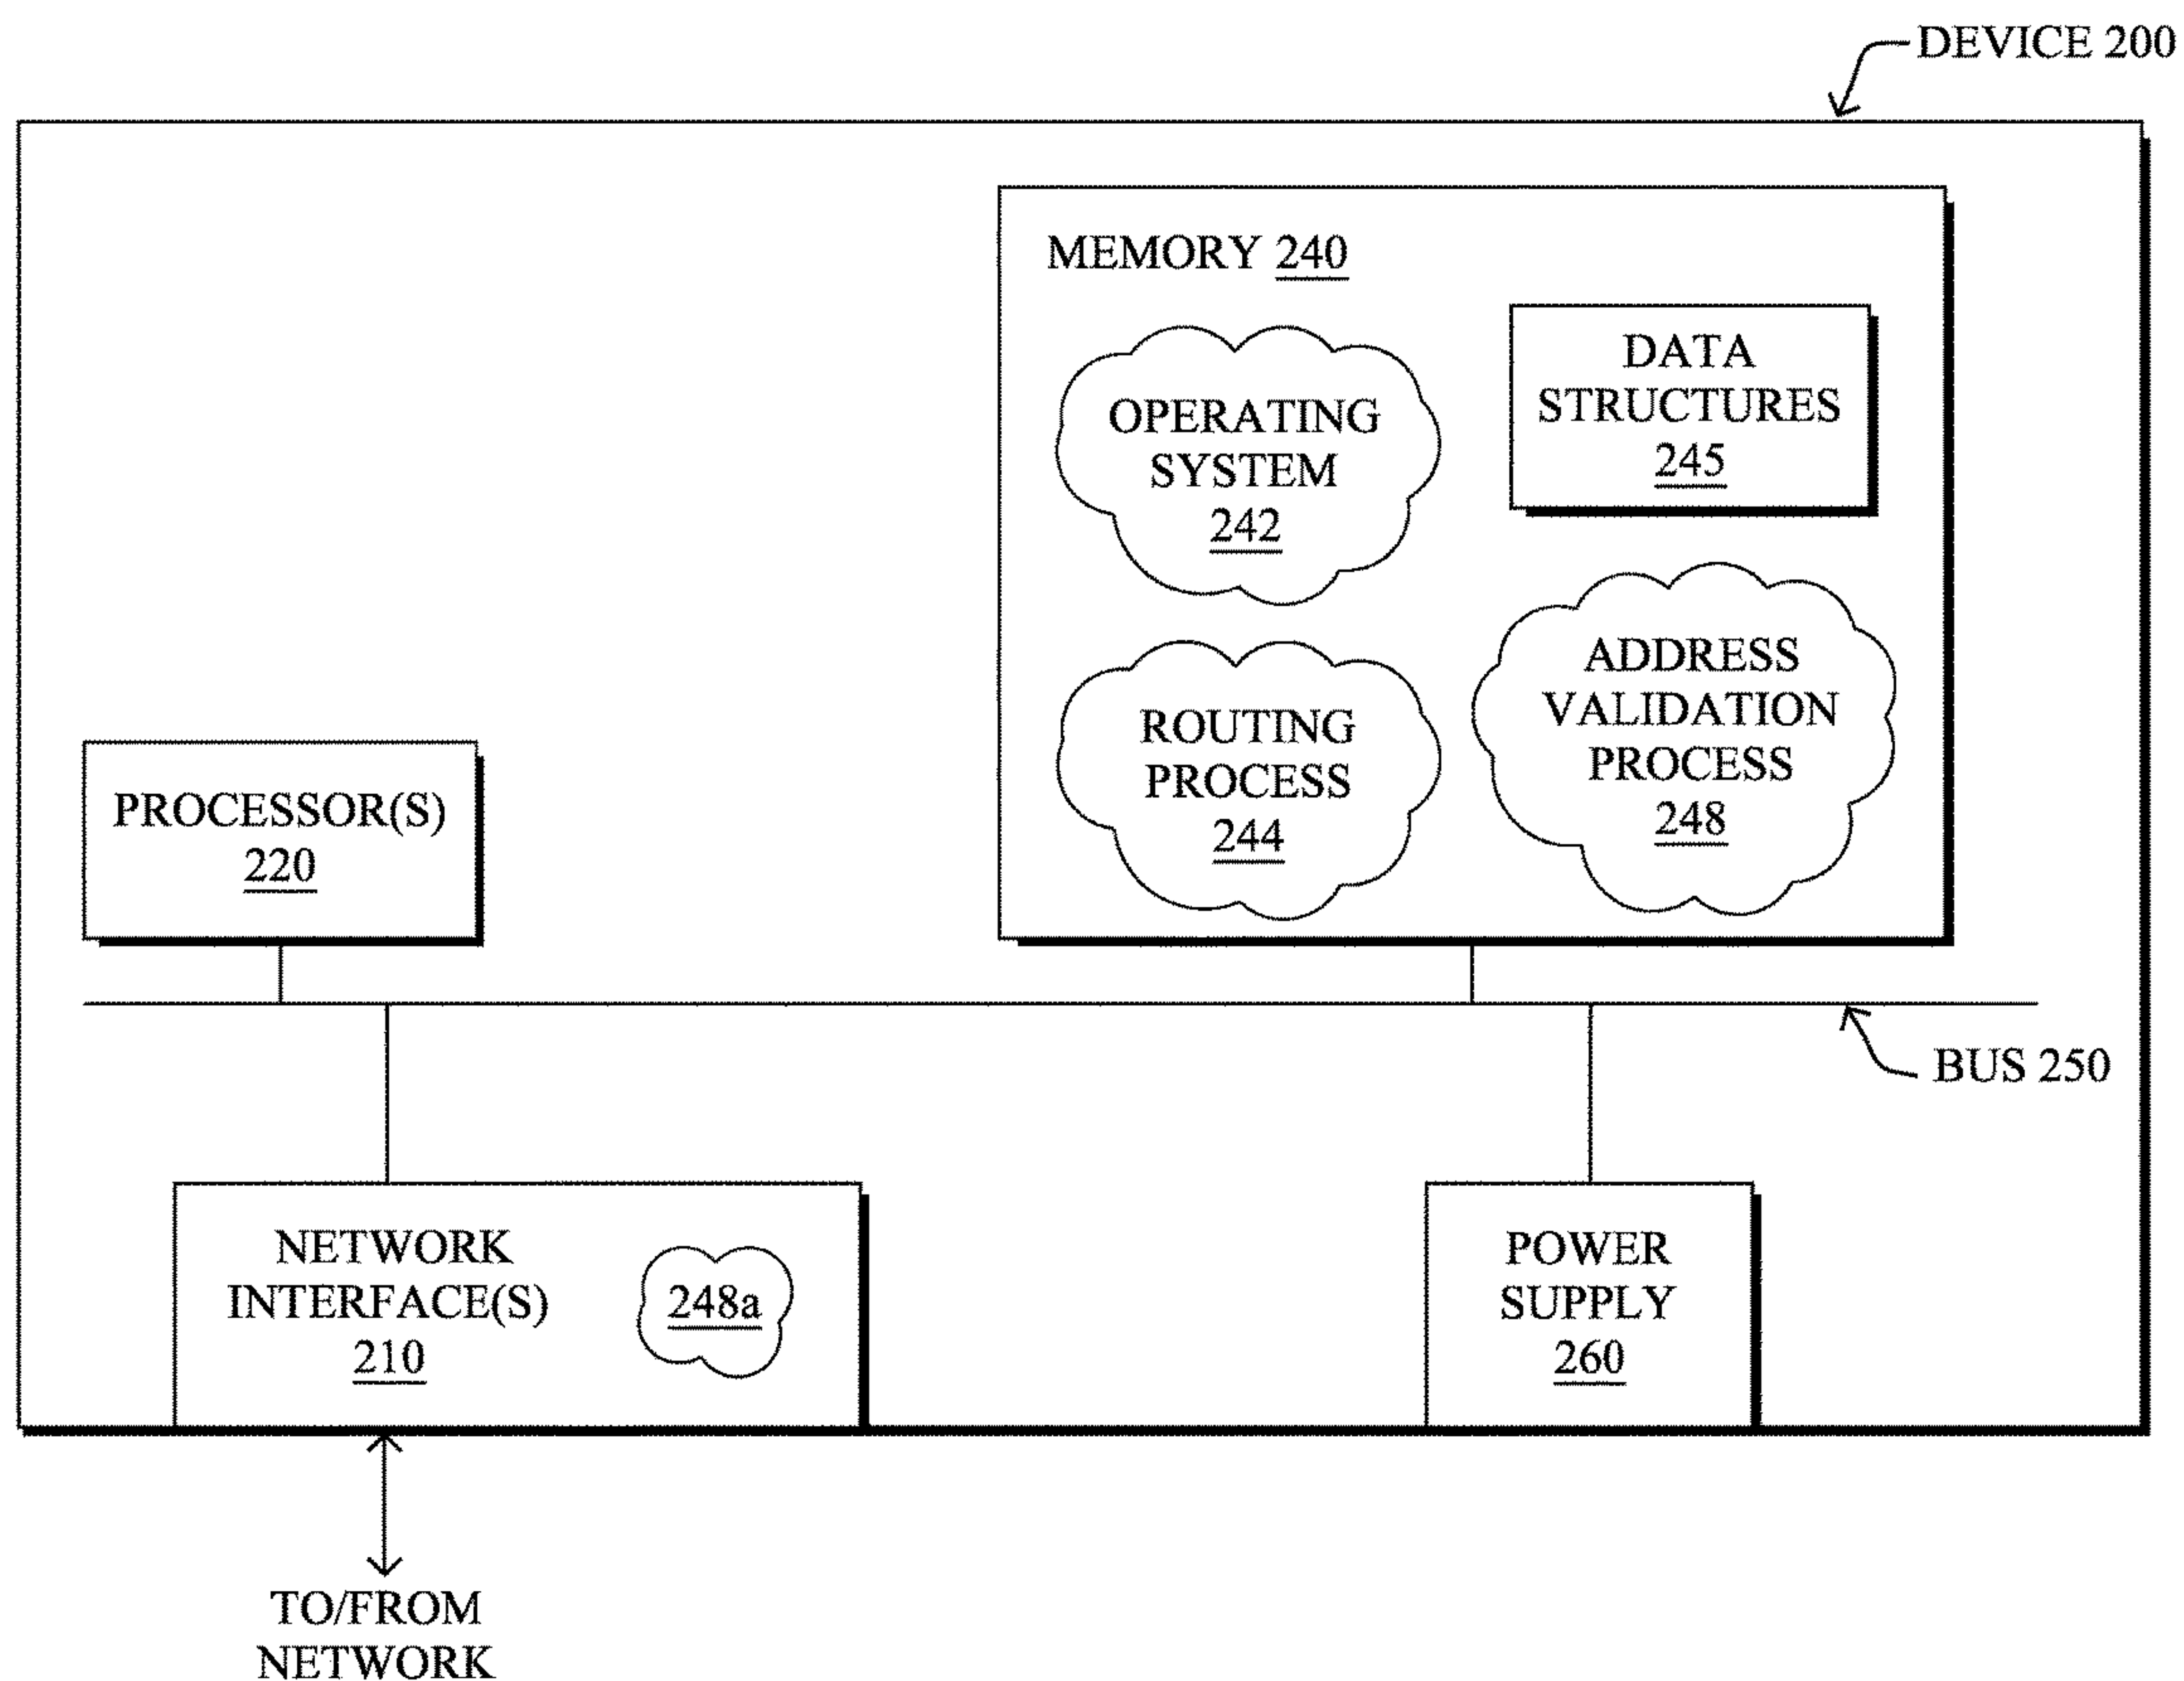 DEVICE 200
MEMORY 240
DATA
STRUCTURES
245
OPERATING
SYSTEM
242
ADDRESS
VALIDATION
PROCESS
248
ROUTING
PROCESS
244
PROCESSOR(S)
220
BUS 250
NETWORK
INTERFACE(S)
210
248a
POWER
SUPPLY
260
TO/FROM
NETWORK